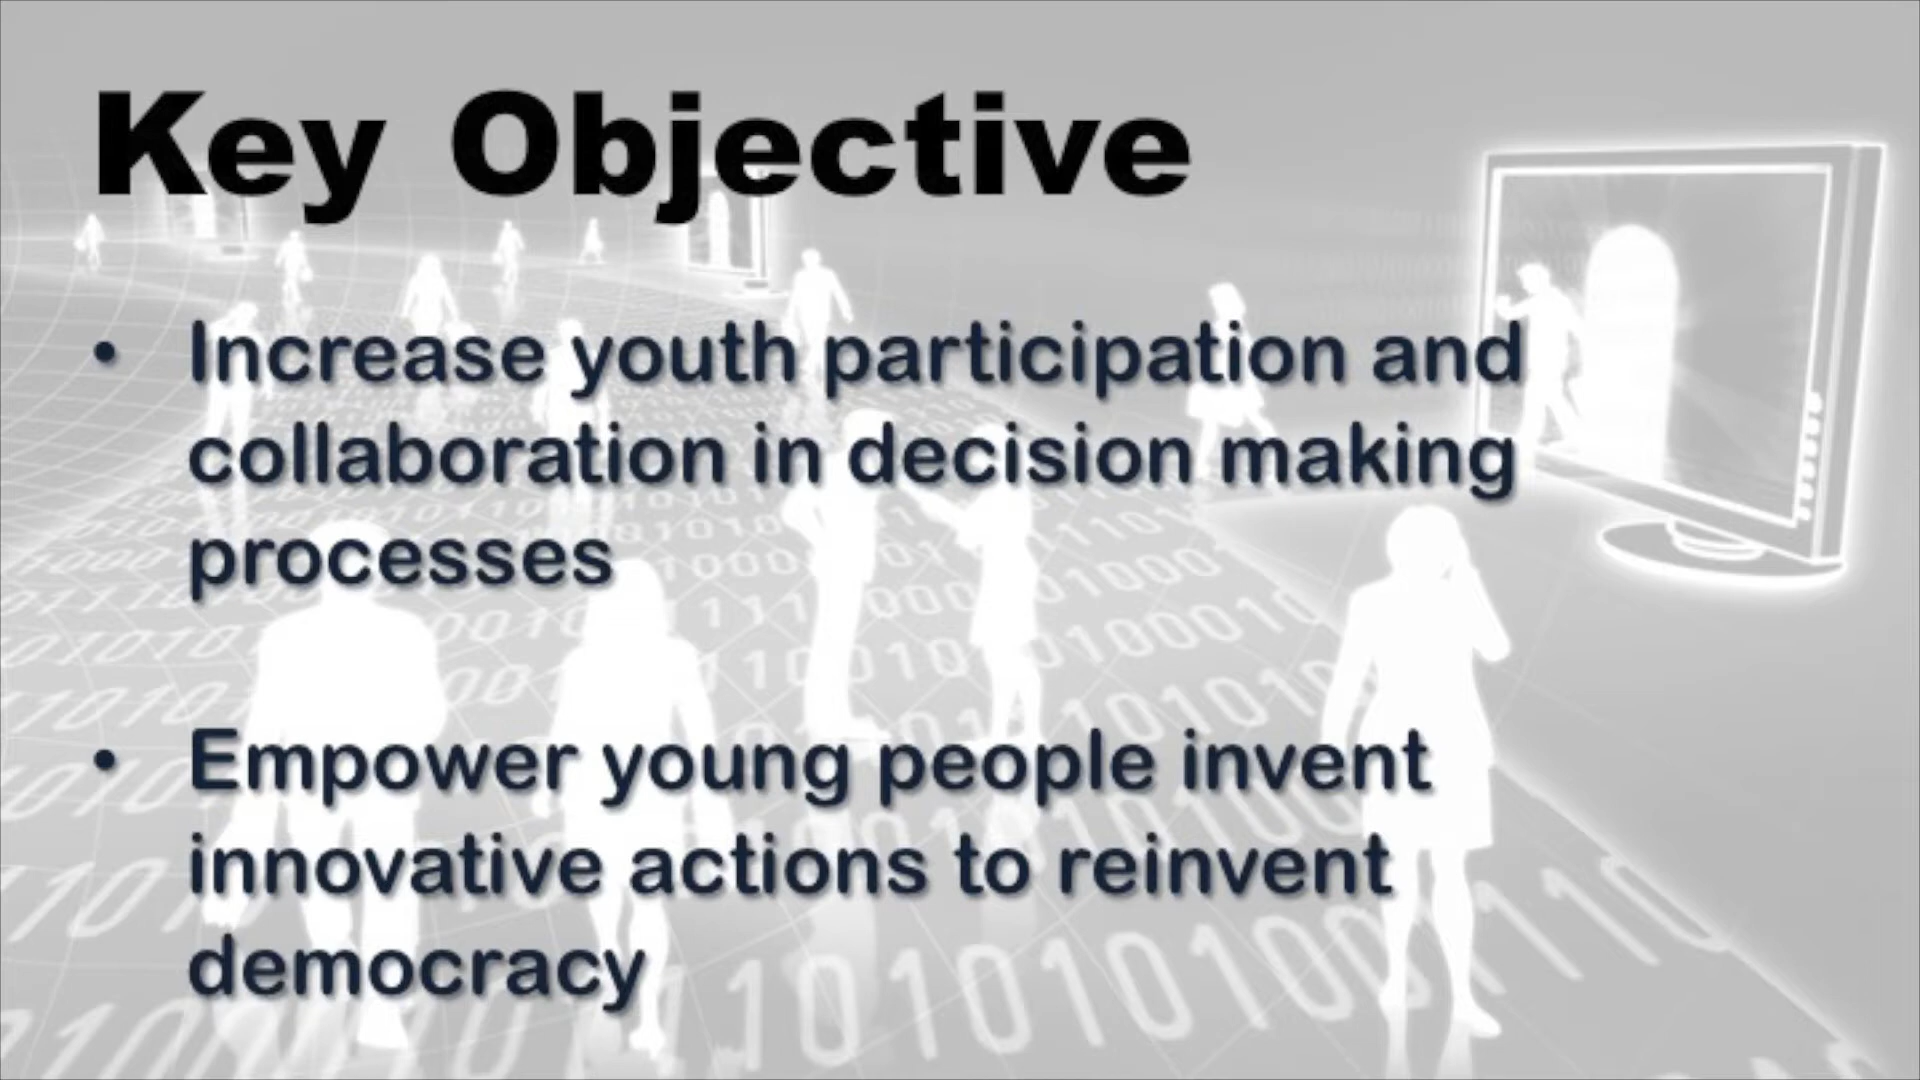 Key Objective
• Increase youth participation and
collaboration in decision making
processes
• Empower young people invent
innovative actions to reinvent
democracy